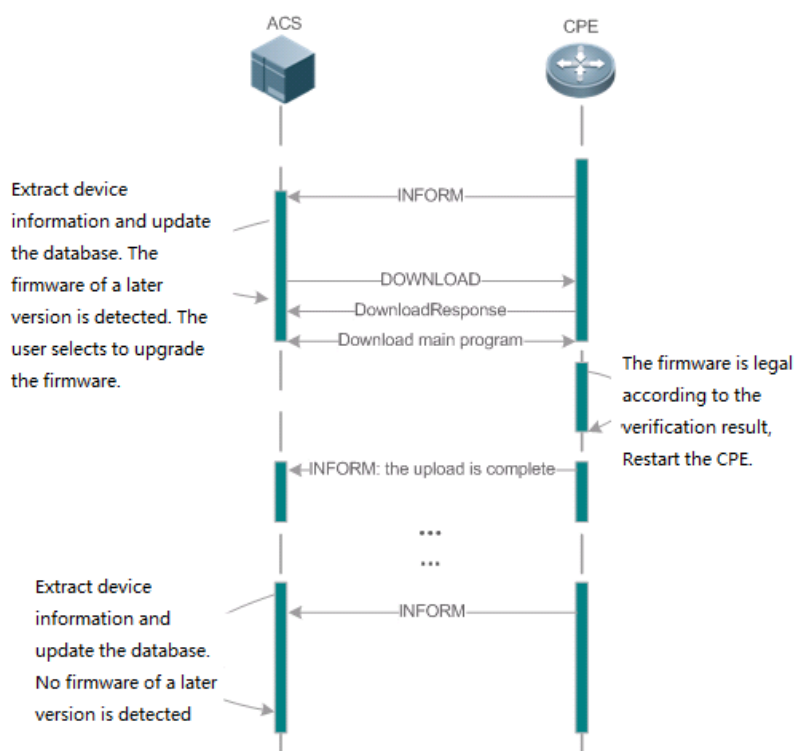 ACS
CPE
Extract device
information and update
the database. The
firmware of a later
version is detected. The
user selects to upgrade
the firmware.
INFORM
DOWNLOAD
DownloadResponse
Download main program
The firmware is legal
according to the
verification result,
Restart the CPE.
INFORM: the upload is complete
...
...
Extract device
information and
update the database.
No firmware of a later
version is detected
INFORM